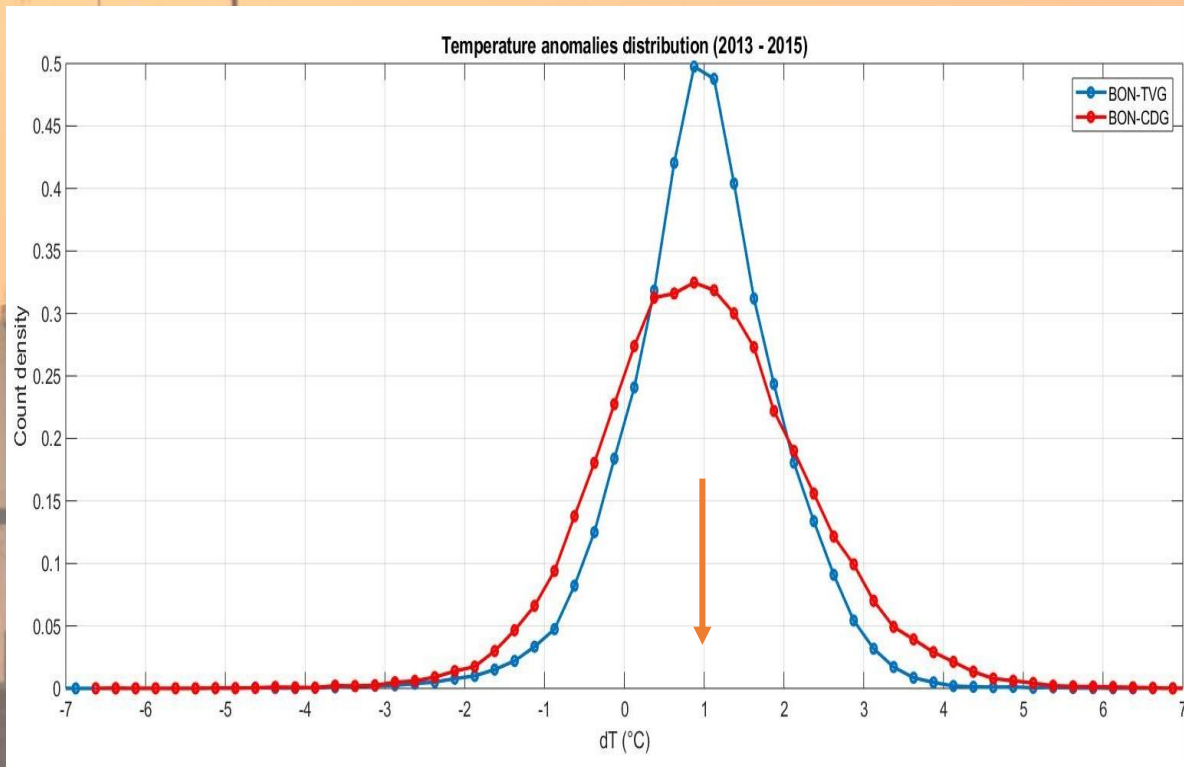 Temperature anomalies distribution (2013 - 2015)
0.5
0.45
0.4
0.35
0.3
0.25
0.2
0.15
0.1
0.05
0
Count density
BON-TVG
BON-CDG
-7 -6 -5 -4 -3 -2 -1 0 1 2 3 4 5 6 7
dT (°C)